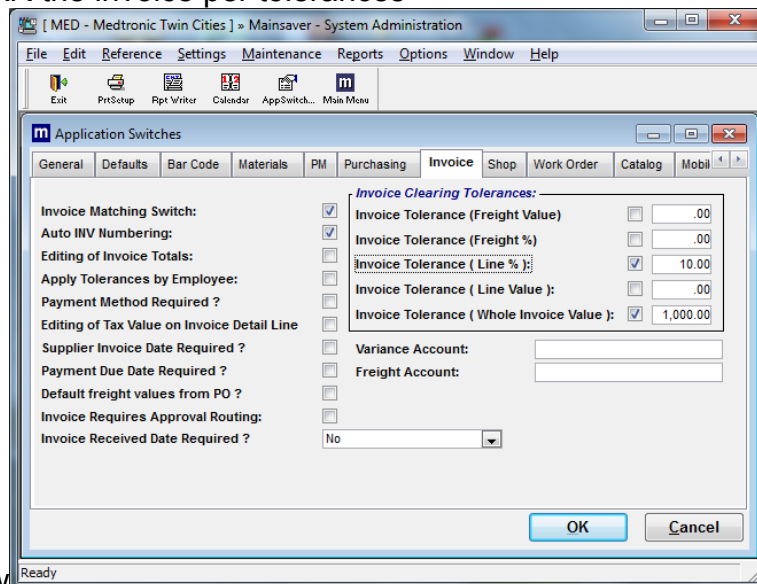 the invoice per tolerances
[ MED - Medtronic Twin Cities ] » Mainsaver - System Administration
File Edit Reference Settings Maintenance Reports Options Window Help
Exit PrtSetup Rpt Writer Calendar AppSwitch... Main Menu
Application Switches
General Defaults Bar Code Materials PM Purchasing Invoice Shop Work Order Catalog Mobil
Invoice Matching Switch:
Auto INV Numbering:
Editing of Invoice Totals:
Apply Tolerances by Employee:
Payment Method Required ?
Editing of Tax Value on Invoice Detail Line
Supplier Invoice Date Required ?
Payment Due Date Required ?
Default freight values from PO ?
Invoice Requires Approval Routing:
Invoice Received Date Required ? No
Invoice Clearing Tolerances:
Invoice Tolerance (Freight Value) .00
Invoice Tolerance (Freight %) .00
Invoice Tolerance ( Line % ): 10.00
Invoice Tolerance ( Line Value ): .00
Invoice Tolerance ( Whole Invoice Value ): 1,000.00
Variance Account:
Freight Account:
OK Cancel
Ready